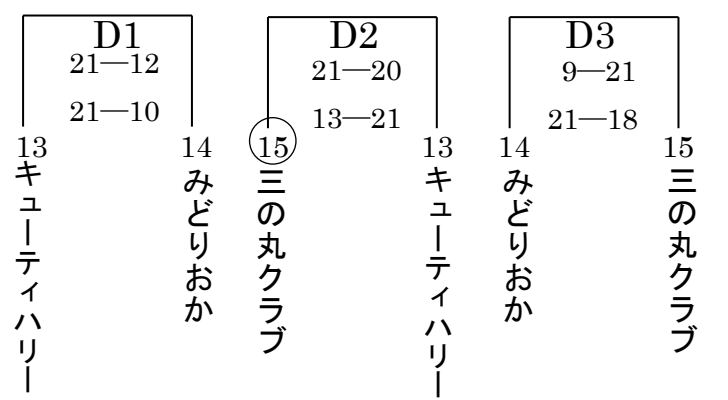 D1
21―12
21―10
13
キューティハリー
14
みどりおか
D2
21―20
13―21
15
三の丸クラブ
13
キューティハリー
D3
9―21
21―18
14
みどりおか
15
三の丸クラブ